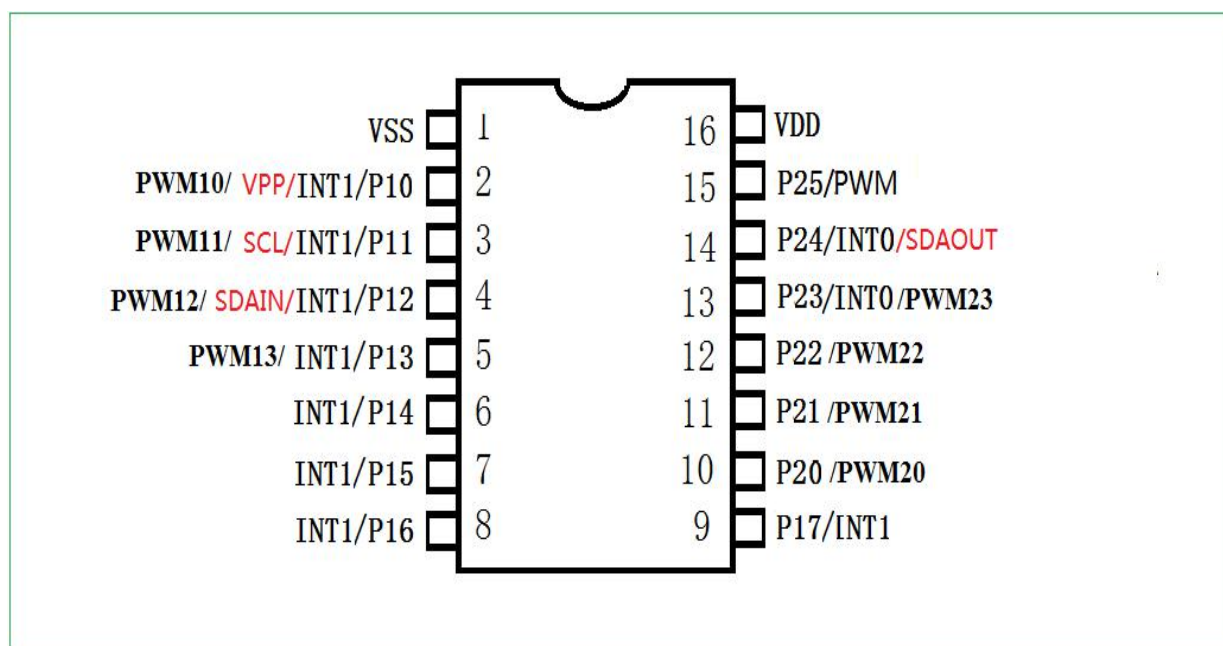 VSS 1 16 VDD
PWM10/ VPP/INT1/P10 2 15 P25/PWM
PWM11/ SCL/INT1/P11 3 14 P24/INT0/SDAOUT
PWM12/ SDAIN/INT1/P12 4 13 P23/INT0 /PWM23
PWM13/ INT1/P13 5 12 P22 /PWM22
INT1/P14 6 11 P21 /PWM21
INT1/P15 7 10 P20 /PWM20
INT1/P16 8 9 P17/INT1